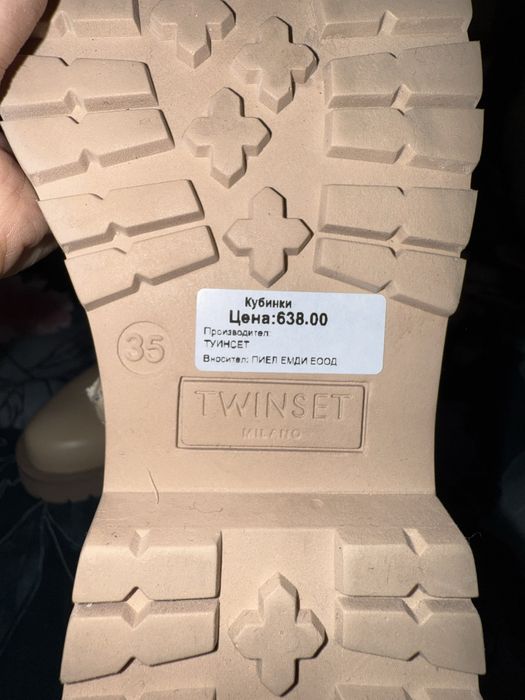 Кубинки
Цена:638.00
Производител:
ТУИНСЕТ
Вносител: ПИЕЛ ЕМДИ ЕООД
35
TWINSET
MILANO